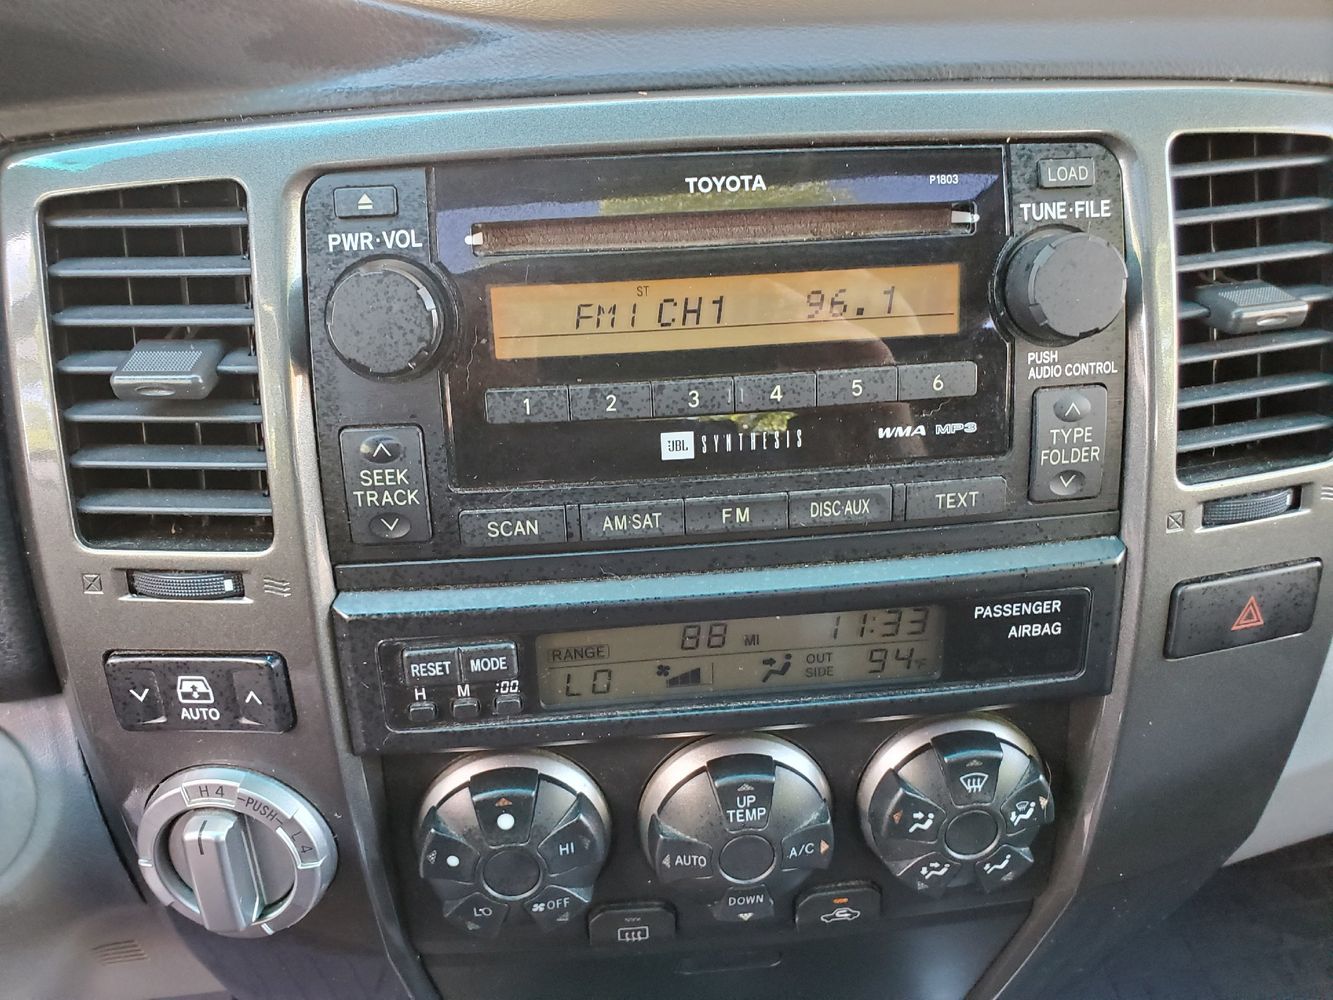 TOYOTA
P1803
LOAD
PWR·VOL
TUNE·FILE
ST
FM1 CH1 96.1
PUSH
AUDIO CONTROL
1 2 3 4 5 6
JBL SYNTHESIS
WMA MP3
SEEK
TRACK
TYPE
FOLDER
SCAN AM·SAT FM DISC·AUX TEXT
PASSENGER
AIRBAG
RESET MODE
H M :00
RANGE 88 MI 11:33
LO OUT SIDE 94°F
AUTO
H4 PUSH L4
HI
LO
OFF
UP
TEMP
AUTO
A/C
DOWN